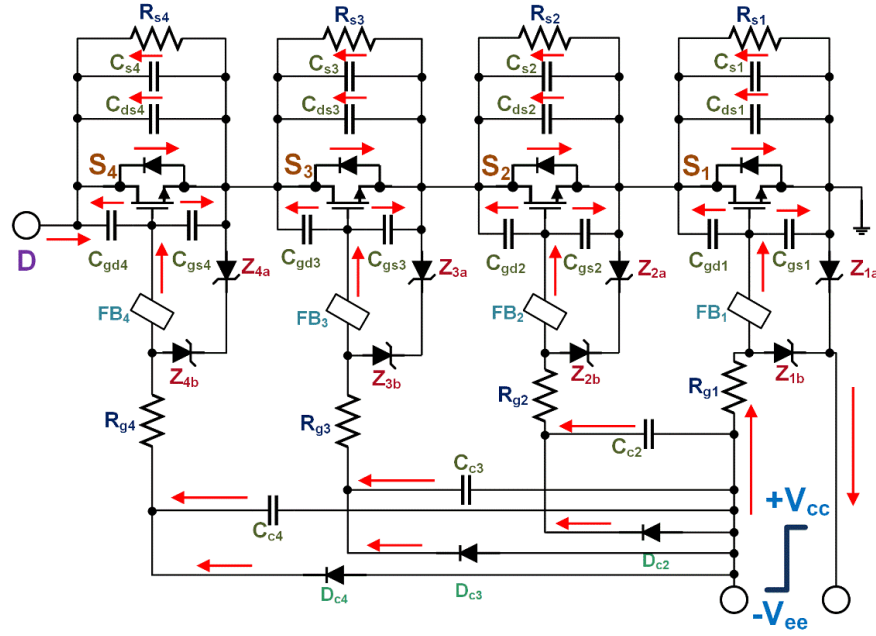 Rs4 Rs3 Rs2 Rs1
Cs4 Cs3 Cs2 Cs1
Cds4 Cds3 Cds2 Cds1
S4 S3 S2 S1
D Cgd4 Cgs4 Cgd3 Cgs3 Cgd2 Cgs2 Cgd1 Cgs1
Z4a Z3a Z2a Z1a
FB4 FB3 FB2 FB1
Z4b Z3b Z2b Z1b
Rg4 Rg3 Rg2 Rg1
Cc2
Cc3
Cc4
+Vcc
Dc2
Dc3
Dc4
-Vee